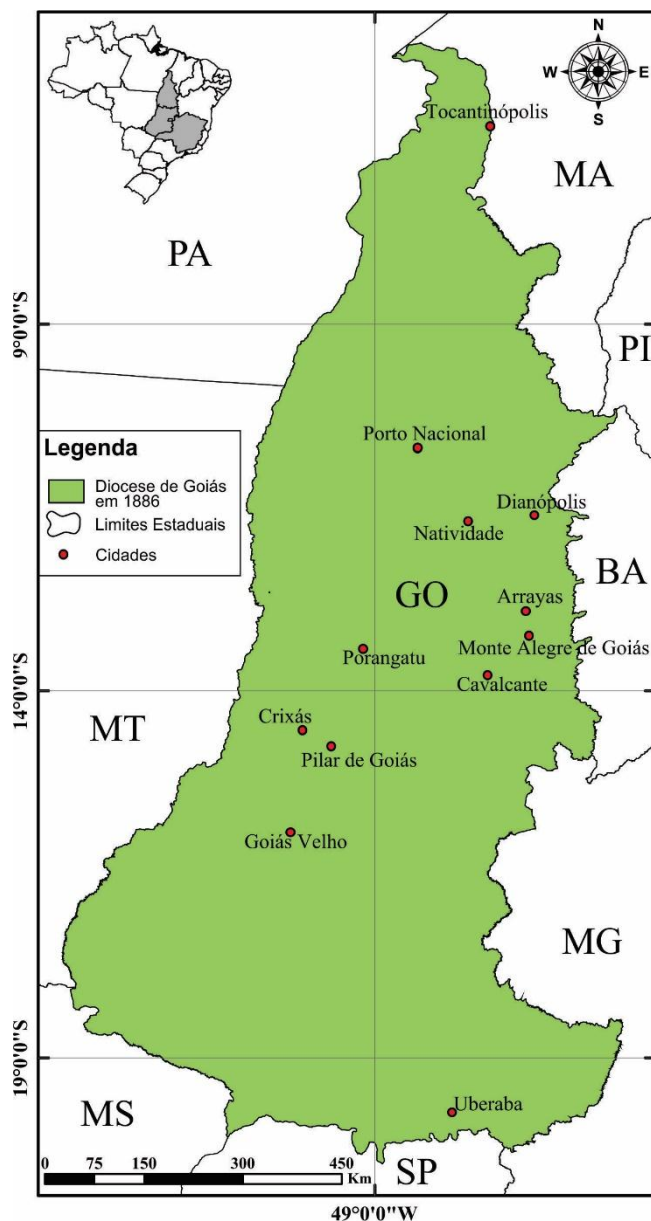 N
W E
S
Tocantinópolis
MA
PA
9°0'0"S
PI
Porto Nacional
Legenda
Diocese de Goiás
em 1886
Limites Estaduais
Cidades
Dianópolis
Natividade
BA
GO
Arrayas
Monte Alegre de Goiás
Porangatu
Cavalcante
14°0'0"S
MT
Crixás
Pilar de Goiás
Goiás Velho
MG
19°0'0"S
MS
Uberaba
SP
0 75 150 300 450
Km
49°0'0"W